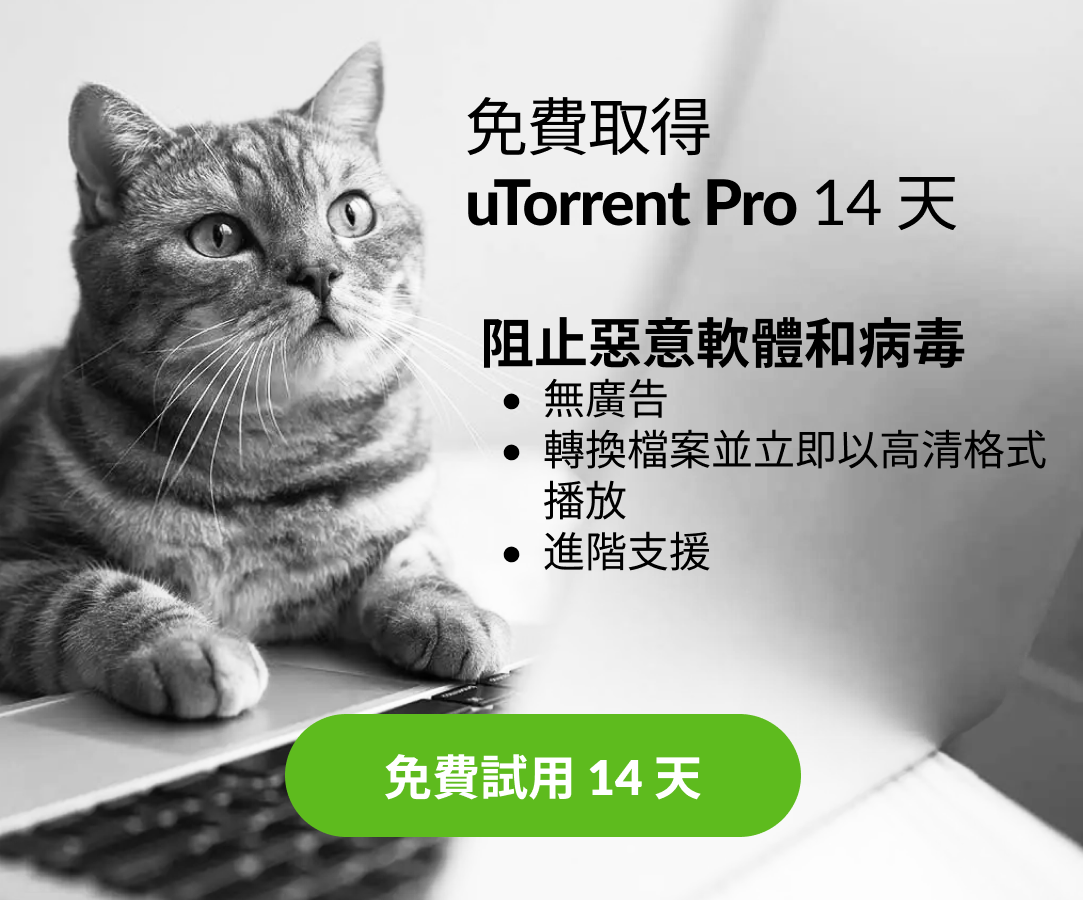 免費取得
uTorrent Pro 14 天
阻止惡意軟體和病毒
• 無廣告
• 轉換檔案並立即以高清格式
播放
• 進階支援
免費試用 14 天